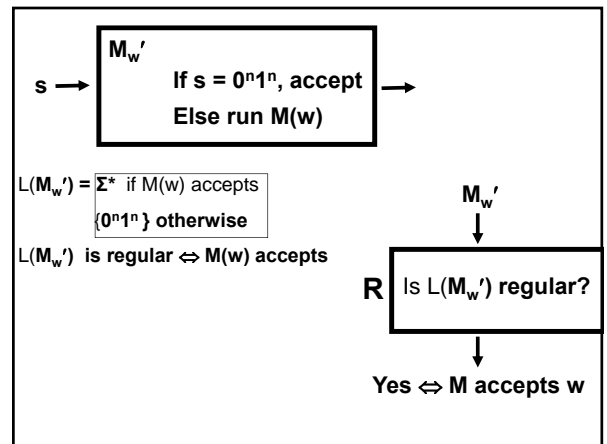 Mw′
If s = 0ⁿ1ⁿ, accept
s
Else run M(w)
L(Mw′) = Σ* if M(w) accepts
{0ⁿ1ⁿ } otherwise
L(Mw′) is regular ⇔ M(w) accepts
Mw′
R Is L(Mw′) regular?
Yes ⇔ M accepts w